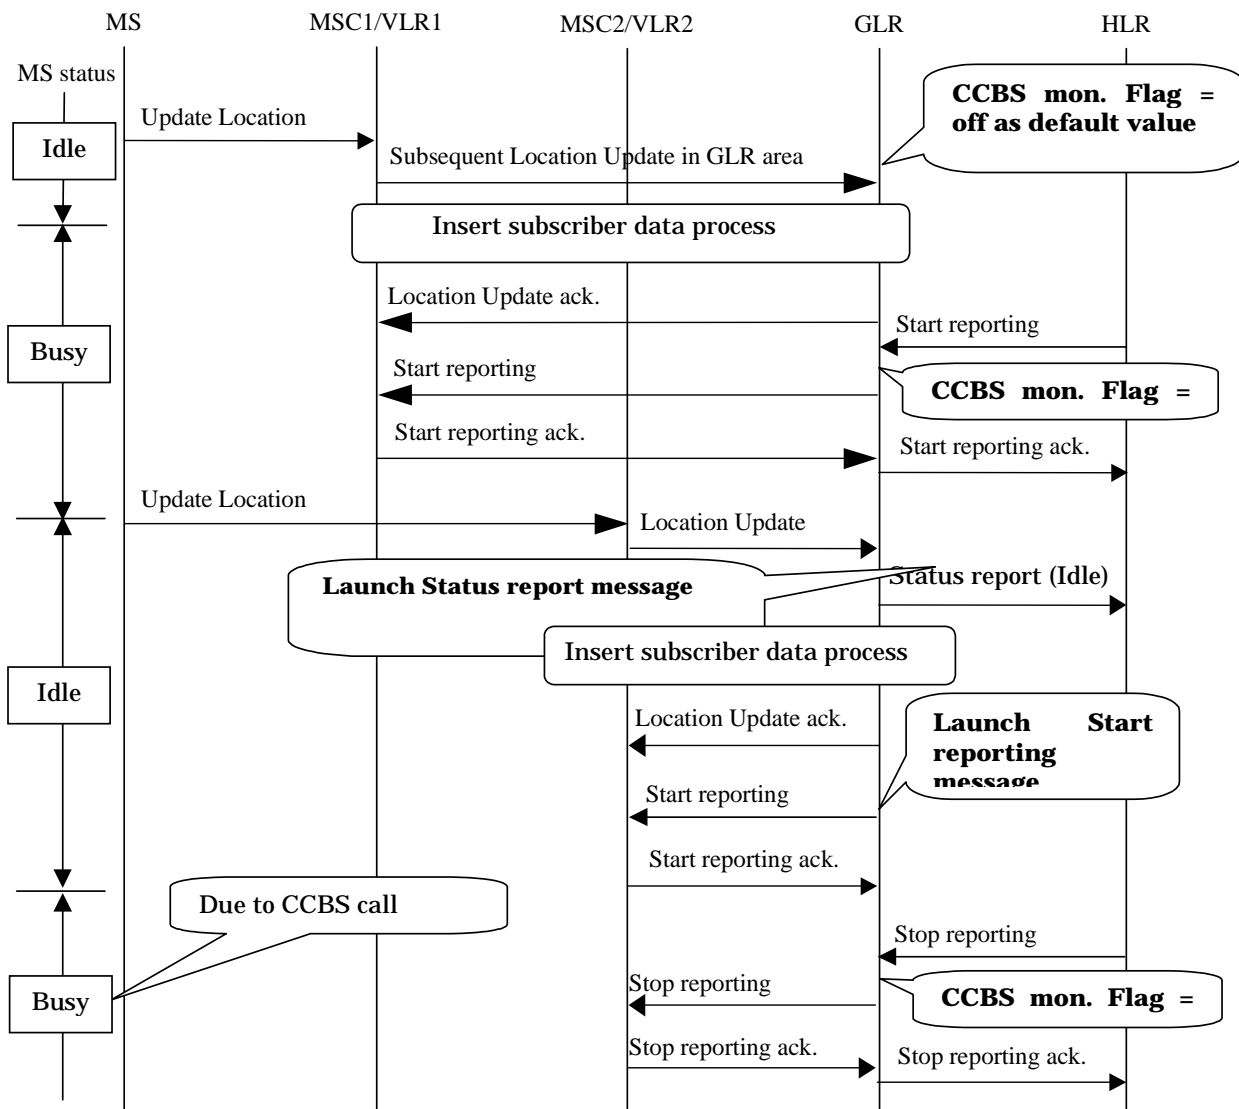 MS
MSC1/VLR1
MSC2/VLR2
GLR
HLR
MS status
CCBS mon. Flag =
off as default value
Update Location
Idle
Subsequent Location Update in GLR area
Insert subscriber data process
Location Update ack.
Start reporting
Busy
Start reporting
CCBS mon. Flag =
Start reporting ack.
Start reporting ack.
Update Location
Location Update
Launch Status report message
Status report (Idle)
Insert subscriber data process
Idle
Location Update ack.
Launch Start
reporting
message
Start reporting
Start reporting ack.
Due to CCBS call
Stop reporting
Busy
Stop reporting
CCBS mon. Flag =
Stop reporting ack.
Stop reporting ack.